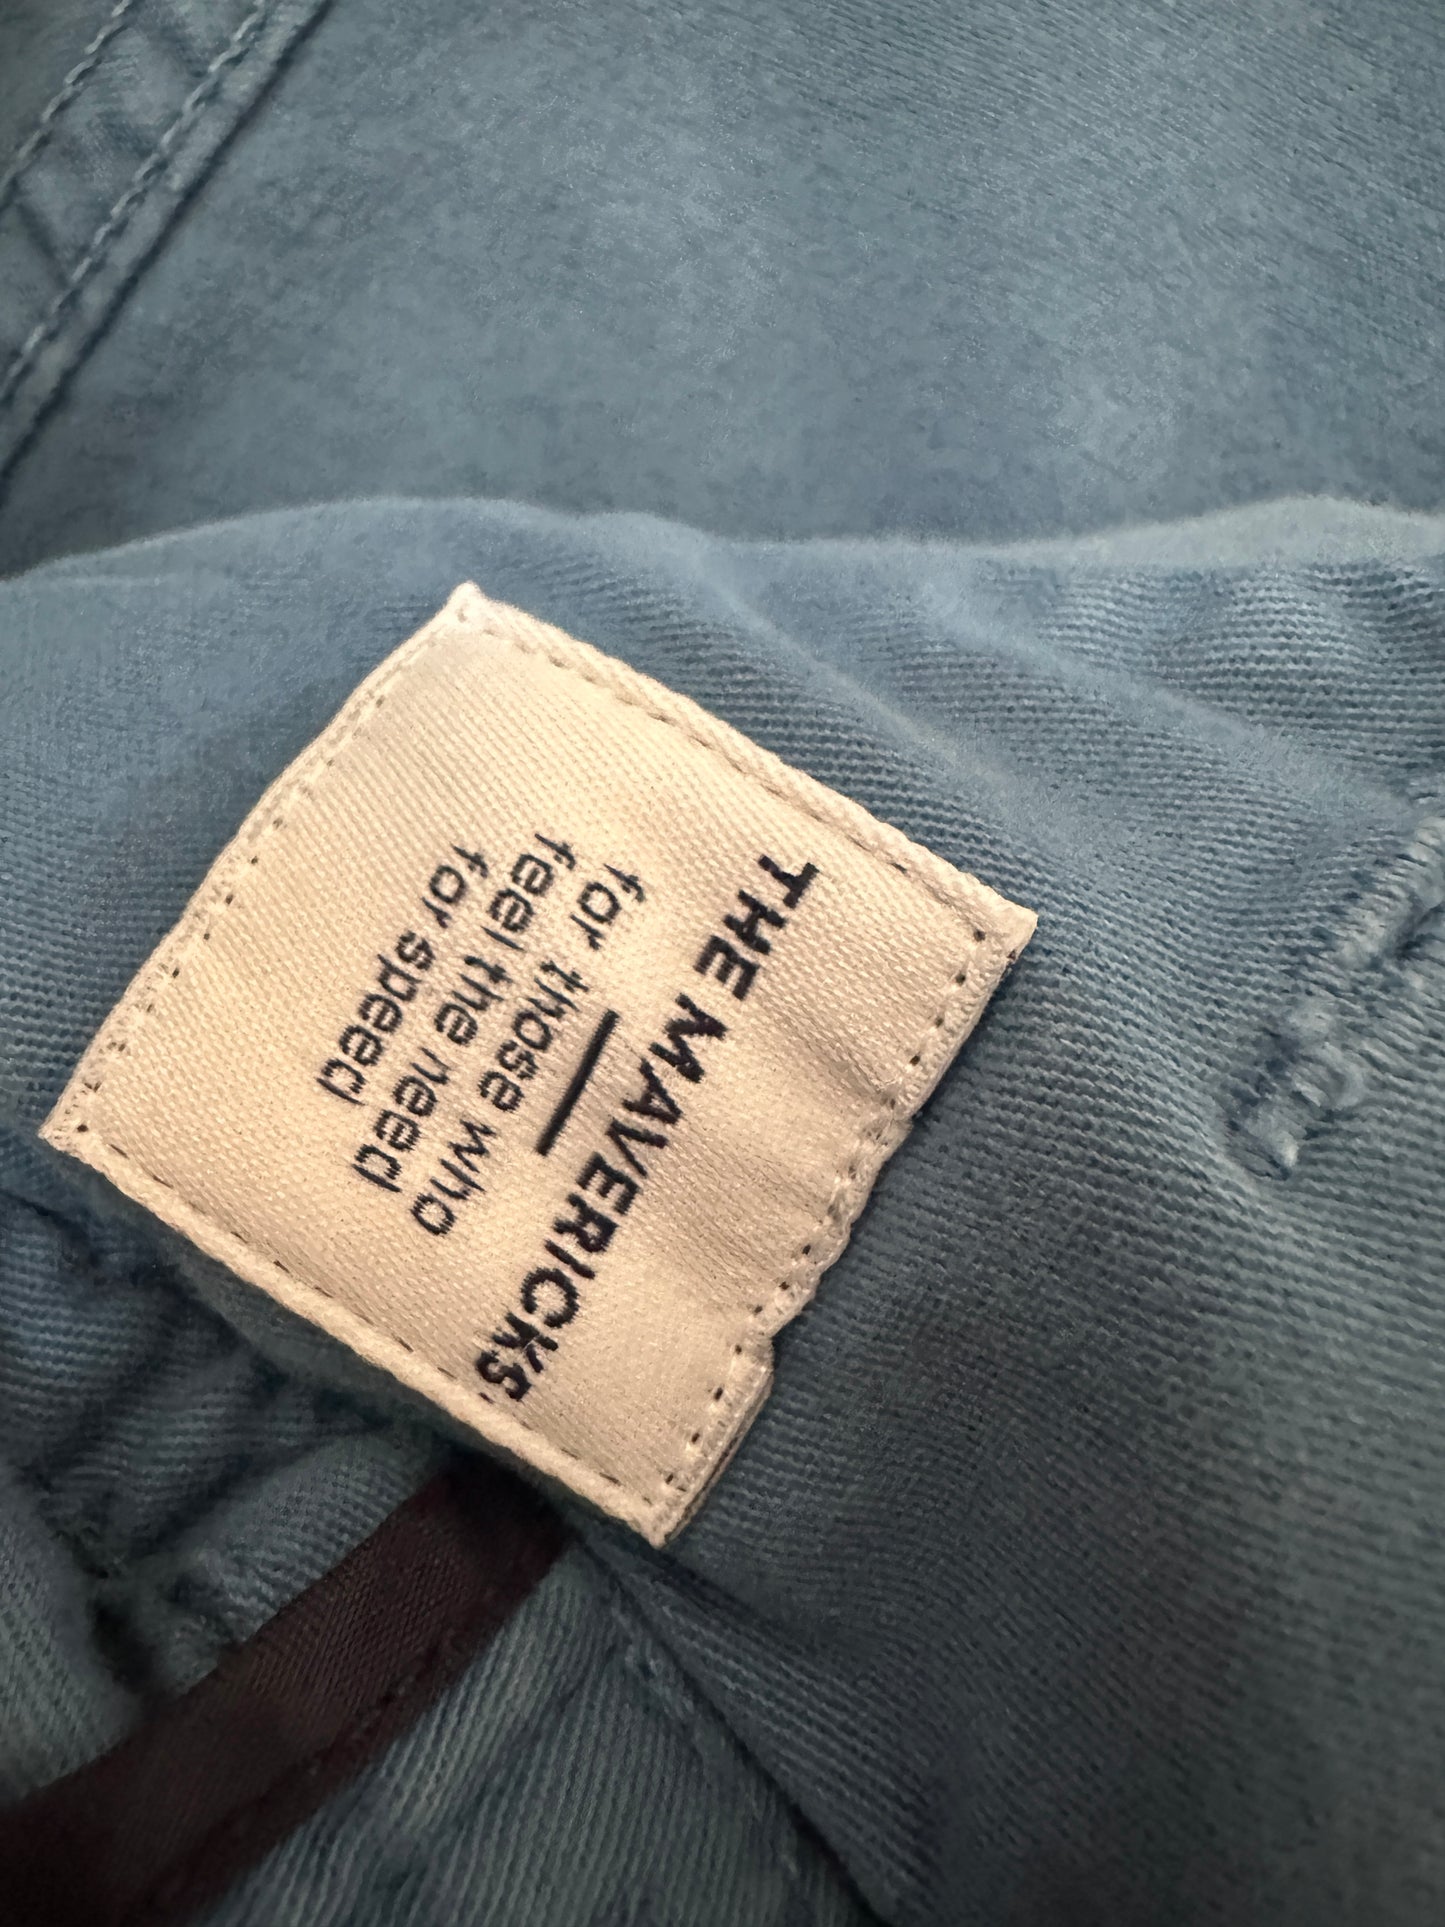 THE MAVERICKS
for those who
feel the need
for speed